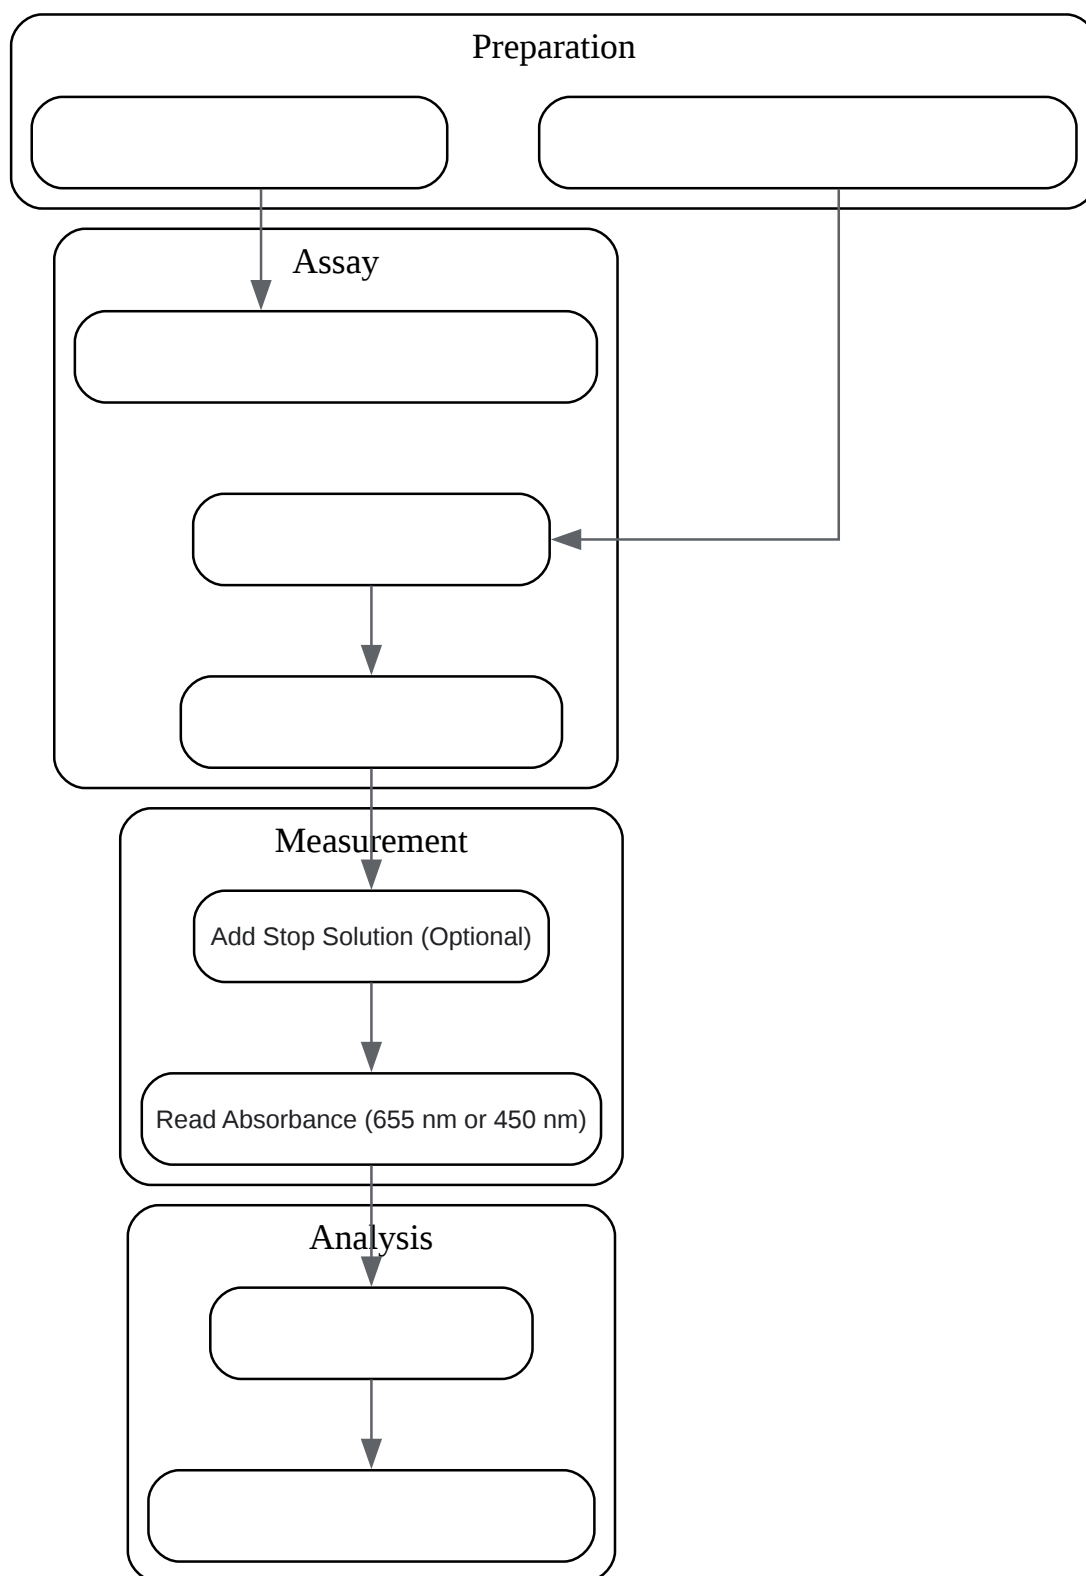 Preparation
Assay
Measurement
Add Stop Solution (Optional)
Read Absorbance (655 nm or 450 nm)
Analysis